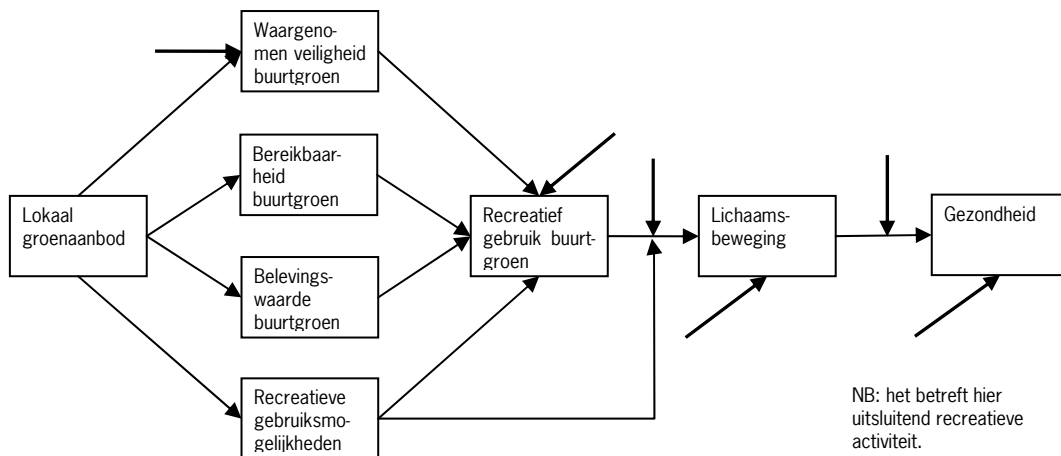 Waargeno-
men veiligheid
buurtgroen
Bereikbaar-
heid
buurtgroen
Lokaal
groenaanbod
Recreatief
gebruik buurt-
groen
Lichaams-
beweging
Gezondheid
Belevings-
waarde
buurtgroen
Recreatieve
gebruiksmo-
gelijkheden
NB: het betreft hier
uitsluitend recreatieve
activiteit.